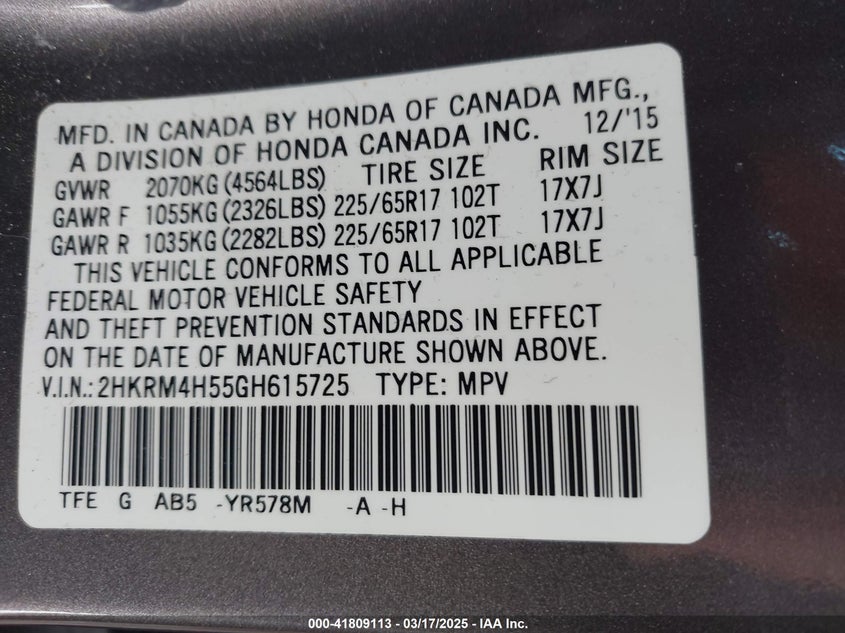 MFD. IN CANADA BY HONDA OF CANADA MFG.,
A DIVISION OF HONDA CANADA INC. 12/'15
GVWR 2070KG(4564LBS) TIRE SIZE RIM SIZE
GAWR F 1055KG(2326LBS) 225/65R17 102T 17X7J
GAWR R 1035KG(2282LBS) 225/65R17 102T 17X7J
THIS VEHICLE CONFORMS TO ALL APPLICABLE
FEDERAL MOTOR VEHICLE SAFETY
AND THEFT PREVENTION STANDARDS IN EFFECT
ON THE DATE OF MANUFACTURE SHOWN ABOVE.
V.I.N.: 2HKRM4H55GH615725 TYPE: MPV
TFE G AB5 -YR578M -A -H
000-41809113 - 03/17/2025 - IAA Inc.